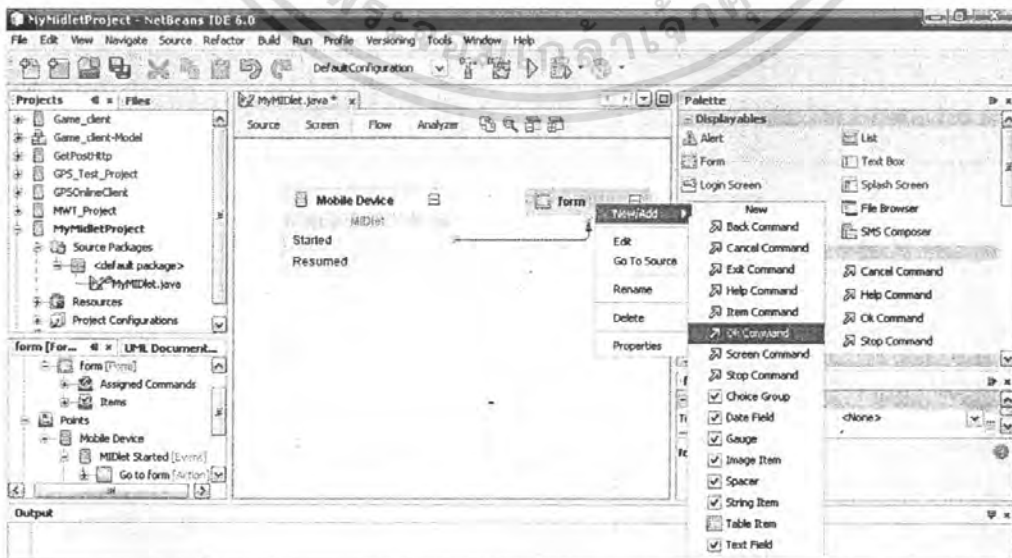 MyMidletProject - NetBeans IDE 6.0
File Edit View Navigate Source Refactor Build Run Profile Versioning Tools Window Help
DefaultConfiguration
Projects Files
Game_client
Game_client-Model
GetPostHttp
GPS_Test_Project
GPSOnlineClient
MWT_Project
MyMidletProject
Source Packages
<default package>
MyMIDlet.java
Resources
Project Configurations
form [For... UML Document...
form [Form]
Assigned Commands
Items
Points
Mobile Device
MIDlet Started [Event]
Go to form [Action]
MyMIDlet.java *
Source Screen Flow Analyzer
Mobile Device
MIDlet
Started
Resumed
form
New/Add
Edit
Go To Source
Rename
Delete
Properties
New
Back Command
Cancel Command
Exit Command
Help Command
Item Command
Ok Command
Screen Command
Stop Command
Choice Group
Date Field
Gauge
Image Item
Spacer
String Item
Table Item
Text Field
Palette
Displayables
Alert List
Form Text Box
Login Screen Splash Screen
File Browser
SMS Composer
Cancel Command
Help Command
Ok Command
Stop Command
<None>
Output